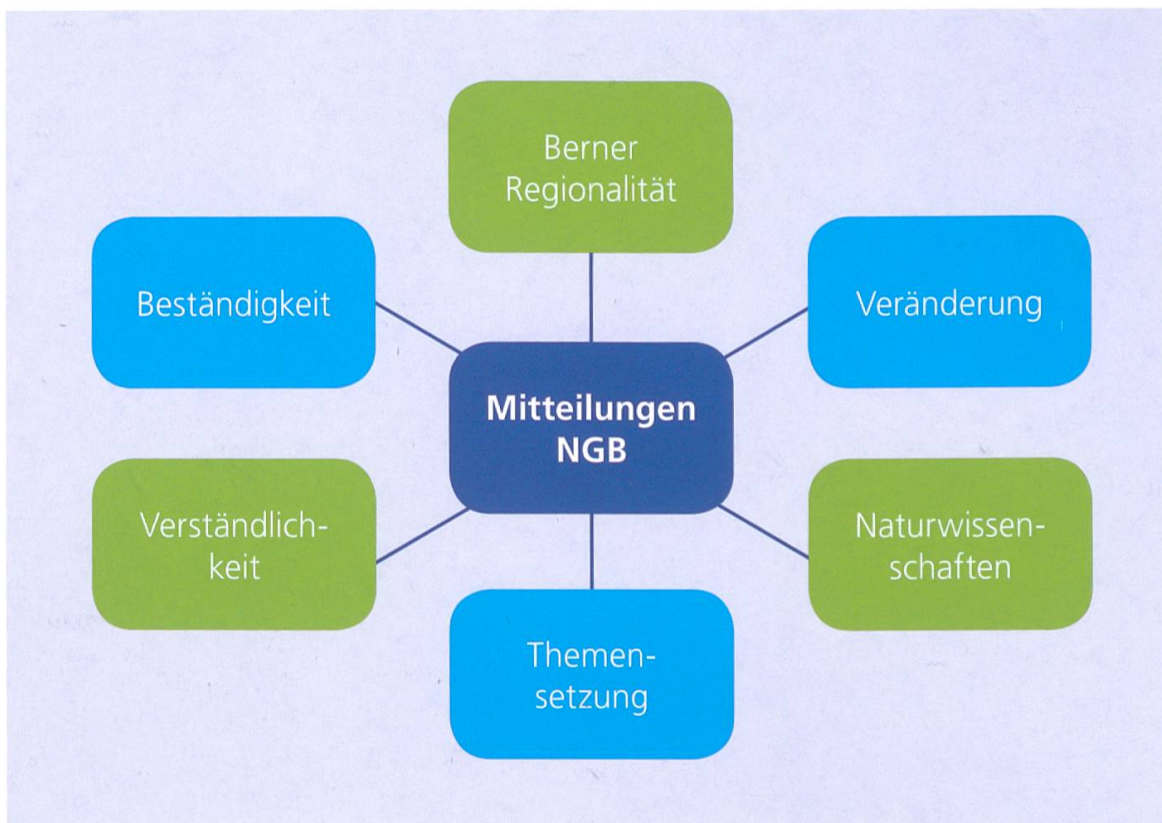 Berner
Regionalität
Beständigkeit
Veränderung
Mitteilungen
NGB
Verständlich-
keit
Naturwissen-
schaften
Themen-
setzung